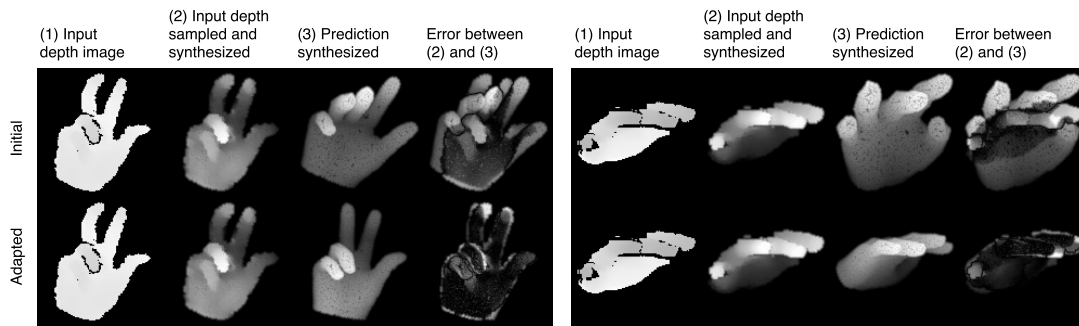 (1) Input
depth image
(2) Input depth
sampled and
synthesized
(3) Prediction
synthesized
Error between
(2) and (3)
(1) Input
depth image
(2) Input depth
sampled and
synthesized
(3) Prediction
synthesized
Error between
(2) and (3)
Initial
Adapted